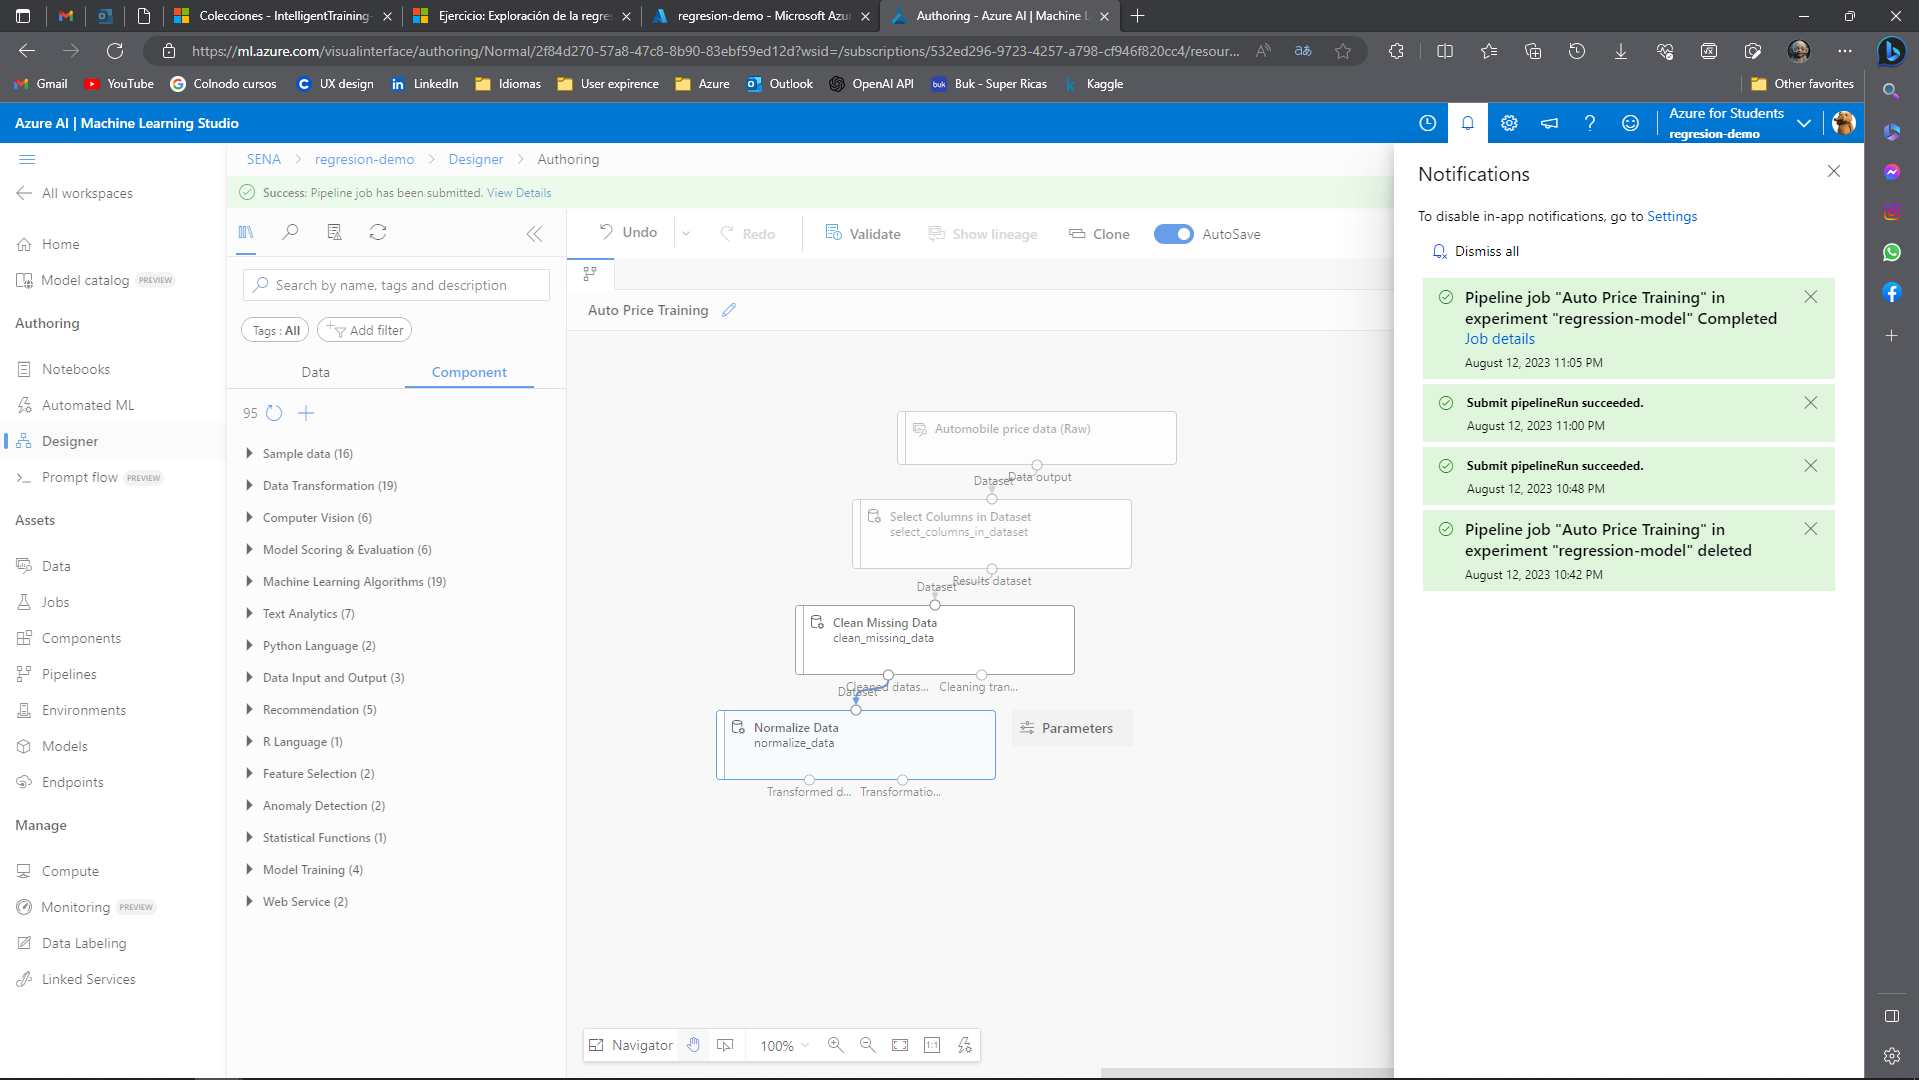 Colecciones - IntelligentTraining-
Ejercicio: Exploración de la regres
regresion-demo - Microsoft Azur
Authoring - Azure AI | Machine L
https://ml.azure.com/visualinterface/authoring/Normal/2f84d270-57a8-47c8-8b90-83ebf59ed12d?wsid=/subscriptions/532ed296-9723-4257-a798-cf946f820cc4/resour...
Gmail YouTube Colnodo cursos UX design LinkedIn Idiomas User expirence Azure Outlook OpenAI API Buk - Super Ricas Kaggle Other favorites
Azure AI | Machine Learning Studio
Azure for Students
regresion-demo
All workspaces
Home
Model catalog PREVIEW
Authoring
Notebooks
Automated ML
Designer
Prompt flow PREVIEW
Assets
Data
Jobs
Components
Pipelines
Environments
Models
Endpoints
Manage
Compute
Monitoring PREVIEW
Data Labeling
Linked Services
SENA > regresion-demo > Designer > Authoring
Success: Pipeline job has been submitted. View Details
Search by name, tags and description
Tags : All Add filter
Data Component
95
Sample data (16)
Data Transformation (19)
Computer Vision (6)
Model Scoring & Evaluation (6)
Machine Learning Algorithms (19)
Text Analytics (7)
Python Language (2)
Data Input and Output (3)
Recommendation (5)
R Language (1)
Feature Selection (2)
Anomaly Detection (2)
Statistical Functions (1)
Model Training (4)
Web Service (2)
Undo Redo Validate Show lineage Clone AutoSave
Auto Price Training
Automobile price data (Raw)
Data output
Dataset
Select Columns in Dataset
select_columns_in_dataset
Results dataset
Dataset
Clean Missing Data
clean_missing_data
Cleaned datas... Cleaning tran...
Dataset
Normalize Data
normalize_data
Parameters
Transformed d... Transformatio...
Navigator 100% 1:1
Notifications
To disable in-app notifications, go to Settings
Dismiss all
Pipeline job "Auto Price Training" in
experiment "regression-model" Completed
Job details
August 12, 2023 11:05 PM
Submit pipelineRun succeeded.
August 12, 2023 11:00 PM
Submit pipelineRun succeeded.
August 12, 2023 10:48 PM
Pipeline job "Auto Price Training" in
experiment "regression-model" deleted
August 12, 2023 10:42 PM